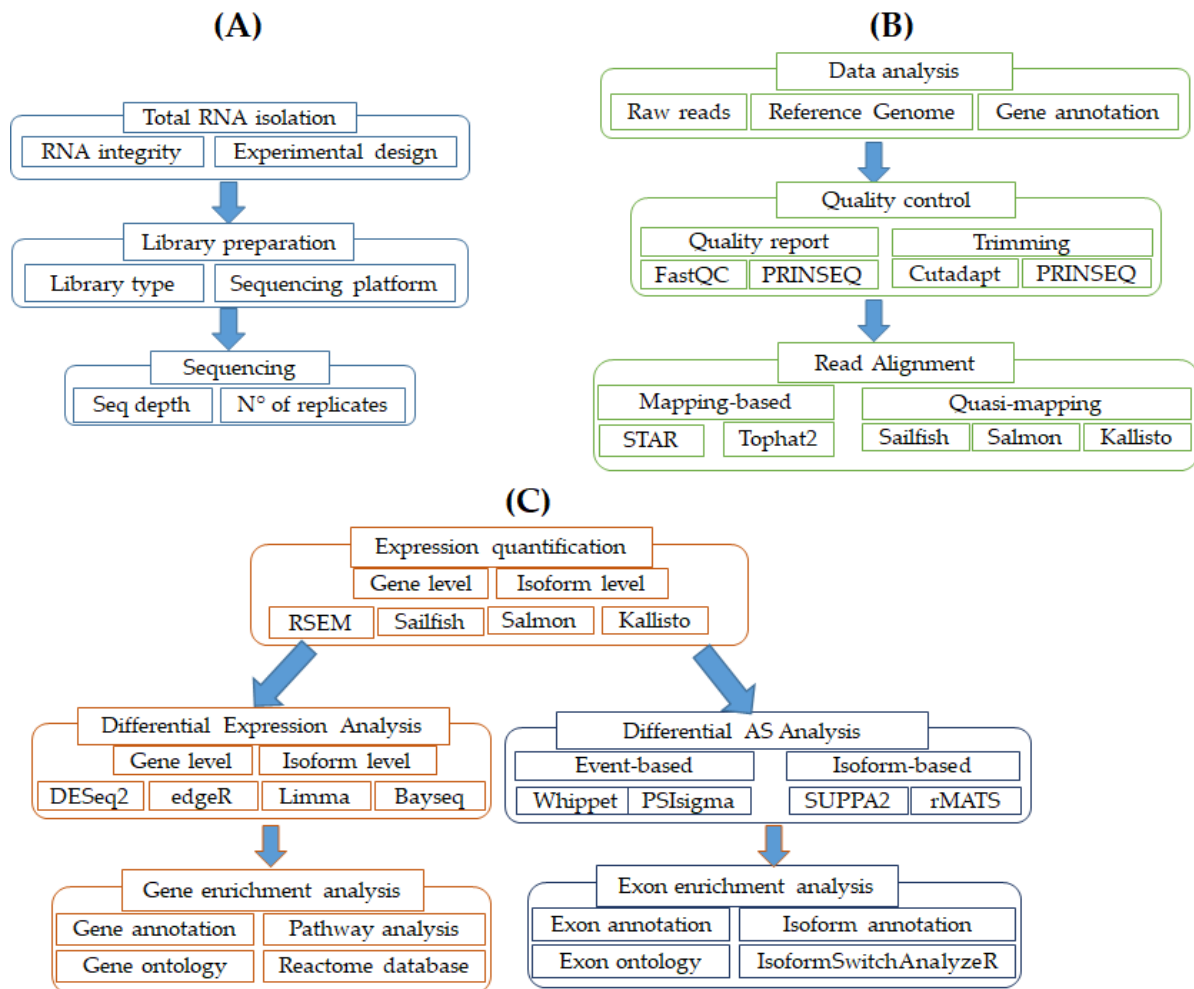 (A)
Total RNA isolation
RNA integrity
Experimental design
Library preparation
Library type
Sequencing platform
Sequencing
Seq depth
N° of replicates
(B)
Data analysis
Raw reads
Reference Genome
Gene annotation
Quality control
Quality report
Trimming
FastQC
PRINSEQ
Cutadapt
PRINSEQ
Read Alignment
Mapping-based
Quasi-mapping
STAR
Tophat2
Sailfish
Salmon
Kallisto
(C)
Expression quantification
Gene level
Isoform level
RSEM
Sailfish
Salmon
Kallisto
Differential Expression Analysis
Gene level
Isoform level
DESeq2
edgeR
Limma
Bayseq
Gene enrichment analysis
Gene annotation
Pathway analysis
Gene ontology
Reactome database
Differential AS Analysis
Event-based
Isoform-based
Whippet
PSIsigma
SUPPA2
rMATS
Exon enrichment analysis
Exon annotation
Isoform annotation
Exon ontology
IsoformSwitchAnalyzeR